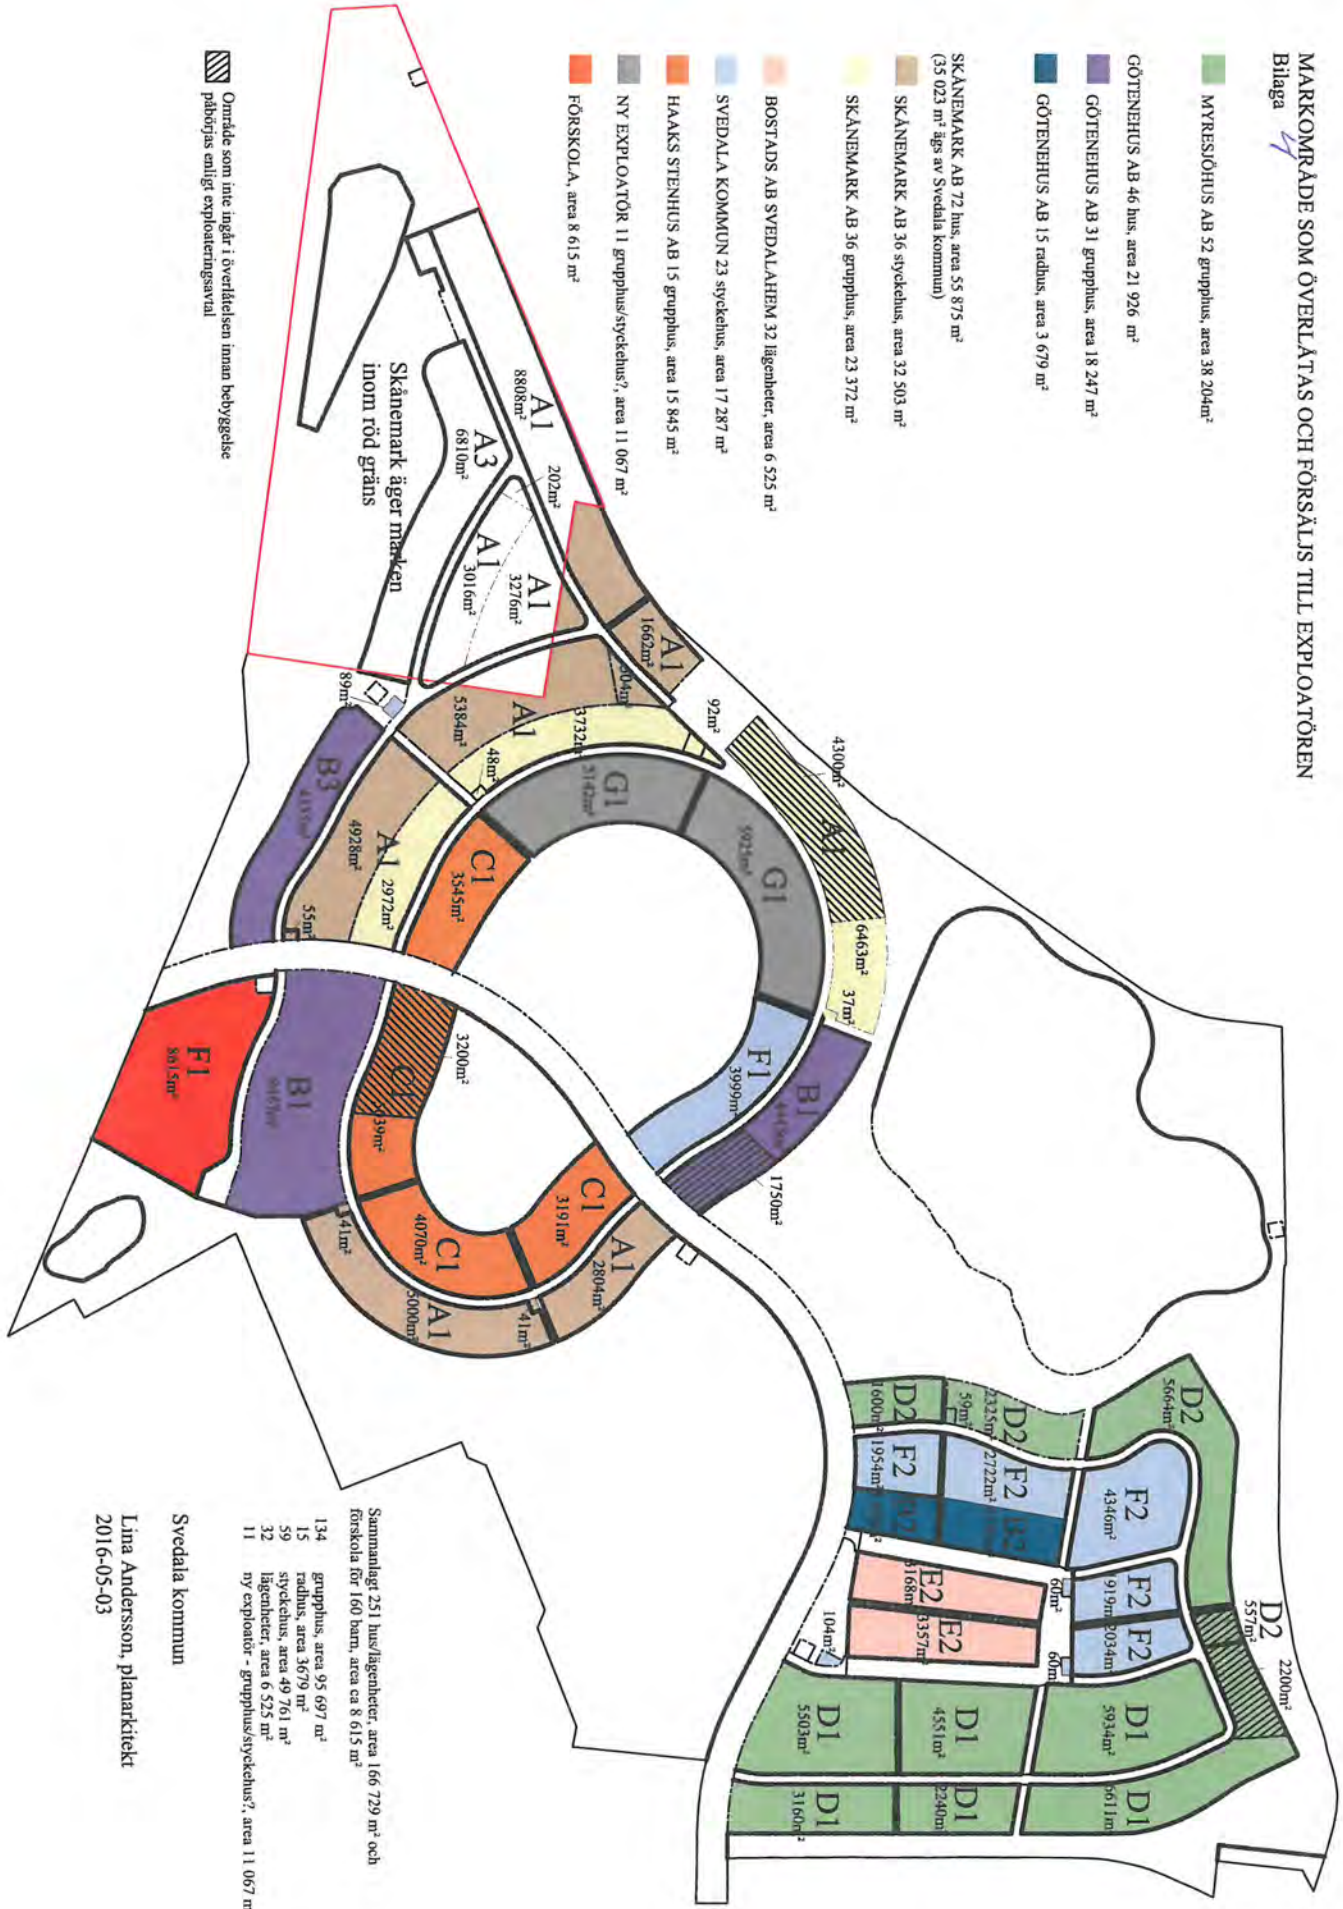 MARKOMRÅDE SOM ÖVERLÅTAS OCH FÖRSÄLJS TILL EXPLOATÖREN
Bilaga 4
MYRESJÖHUS AB 52 grupphus, area 38 204m²
GÖTENEHUS AB 46 hus, area 21 926 m²
GÖTENEHUS AB 31 grupphus, area 18 247 m²
GÖTENEHUS AB 15 radhus, area 3 679 m²
SKÅNEMARK AB 72 hus, area 55 875 m²
(35 023 m² ägs av Svedala kommun)
SKÅNEMARK AB 36 styckehus, area 32 503 m²
SKÅNEMARK AB 36 grupphus, area 23 372 m²
BOSTADS AB SVEDALAHEM 32 lägenheter, area 6 525 m²
SVEDALA KOMMUN 23 styckehus, area 17 287 m²
HAAKS STENHUS AB 15 grupphus, area 15 845 m²
NY EXPLOATÖR 11 grupphus/styckehus?, area 11 067 m²
FÖRSKOLA, area 8 615 m²
Område som inte ingår i överlåtelsen innan bebyggelse
påbörjas enligt exploateringsavtal
Skånemark äger marken
inom röd gräns
A1
8808m²
A3
6810m²
202m²
A1
3016m²
A1
3276m²
A1
1662m²
504m²
92m²
89m²
A1
5384m²
3732m²
48m²
4300m²
A1
6463m²
37m²
B3
A1
4928m²
2972m²
55m²
G1
5142m²
G1
5925m²
C1
3545m²
F1
3999m²
B1
1750m²
F1
8615m²
B1
3200m²
C1
39m²
C1
4070m²
C1
3191m²
A1
2804m²
41m²
A1
5000m²
41m²
D2
5664m²
D2
2325m²
59m²
D2
1600m²
F2
1954m²
F2
2722m²
F2
4346m²
B2
B2
E2
3168m²
E2
3357m²
F2
1919m²
F2
2034m²
60m²
60m
104m²
D2
557m²
2200m²
D1
5503m²
D1
4551m²
D1
5934m²
D1
3160m²
D1
2240m²
D1
6611m²
Sammanlagt 251 hus/lägenheter, area 166 729 m² och
förskola för 160 barn, area ca 8 615 m²
134 grupphus, area 95 697 m²
15 radhus, area 3679 m²
59 styckehus, area 49 761 m²
32 lägenheter, area 6 525 m²
11 ny exploatör - grupphus/styckehus?, area 11 067 m
Svedala kommun
Lina Andersson, planarkitekt
2016-05-03